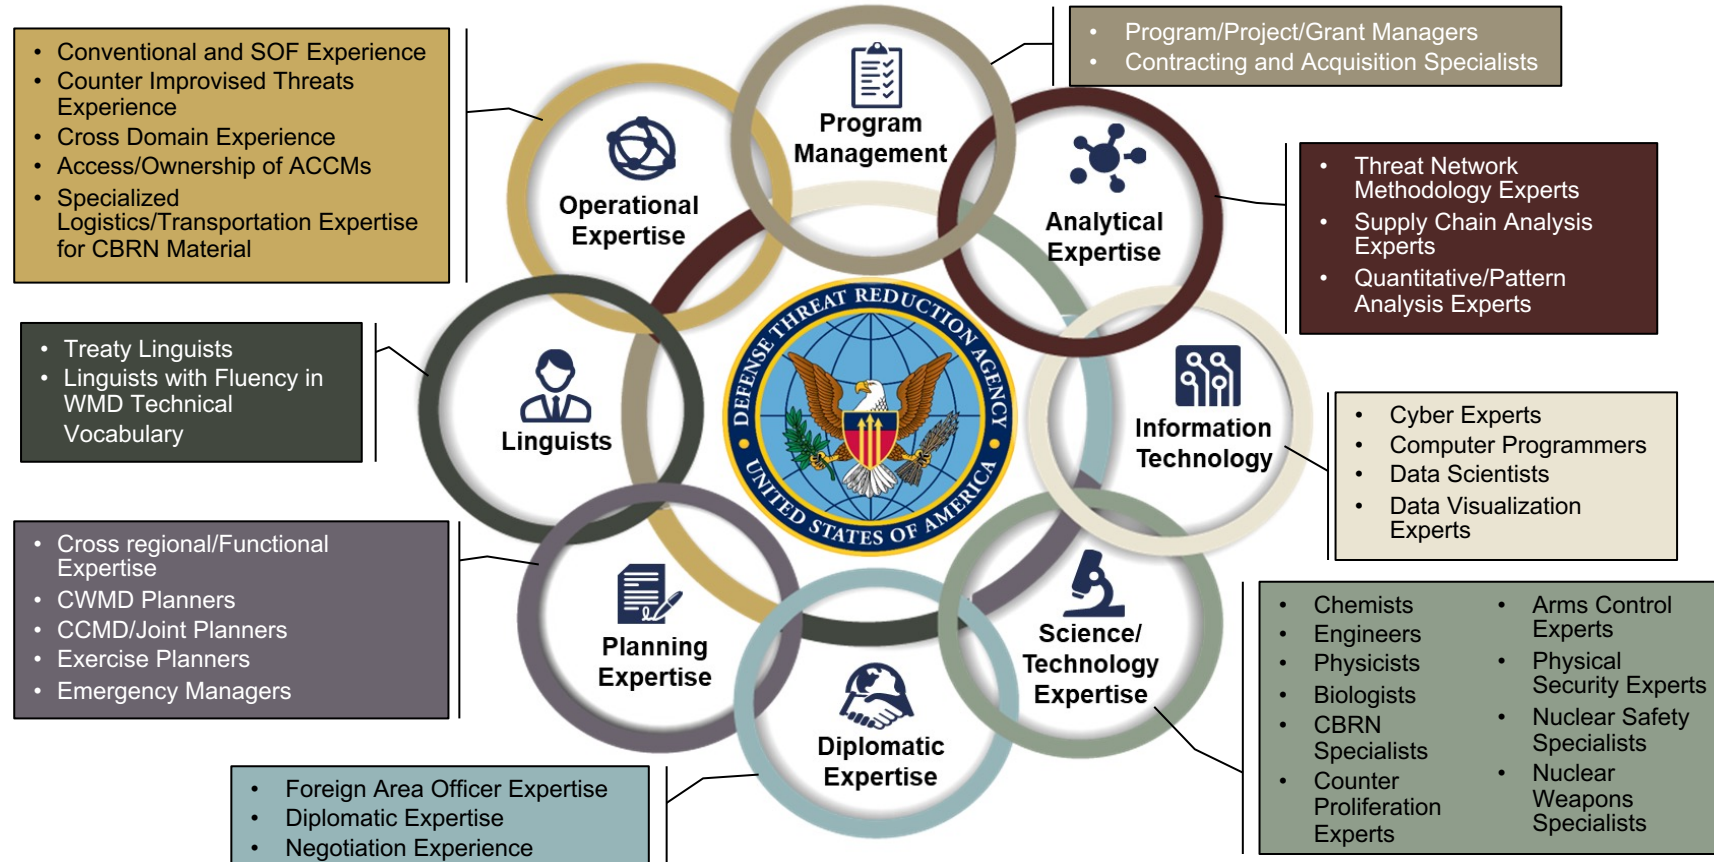 • Conventional and SOF Experience
• Counter Improvised Threats
Experience
• Cross Domain Experience
• Access/Ownership of ACCMs
• Specialized
Logistics/Transportation Expertise
for CBRN Material
• Program/Project/Grant Managers
• Contracting and Acquisition Specialists
Program
Management
Operational
Expertise
Analytical
Expertise
• Threat Network
Methodology Experts
• Supply Chain Analysis
Experts
• Quantitative/Pattern
Analysis Experts
• Treaty Linguists
• Linguists with Fluency in
WMD Technical
Vocabulary
Linguists
DEFENSE THREAT REDUCTION AGENCY
UNITED STATES OF AMERICA
Information
Technology
• Cyber Experts
• Computer Programmers
• Data Scientists
• Data Visualization
Experts
• Cross regional/Functional
Expertise
• CWMD Planners
• CCMD/Joint Planners
• Exercise Planners
• Emergency Managers
Planning
Expertise
Science/
Technology
Expertise
• Chemists
• Engineers
• Physicists
• Biologists
• CBRN
Specialists
• Counter
Proliferation
Experts
• Arms Control
Experts
• Physical
Security Experts
• Nuclear Safety
Specialists
• Nuclear
Weapons
Specialists
Diplomatic
Expertise
• Foreign Area Officer Expertise
• Diplomatic Expertise
• Negotiation Experience